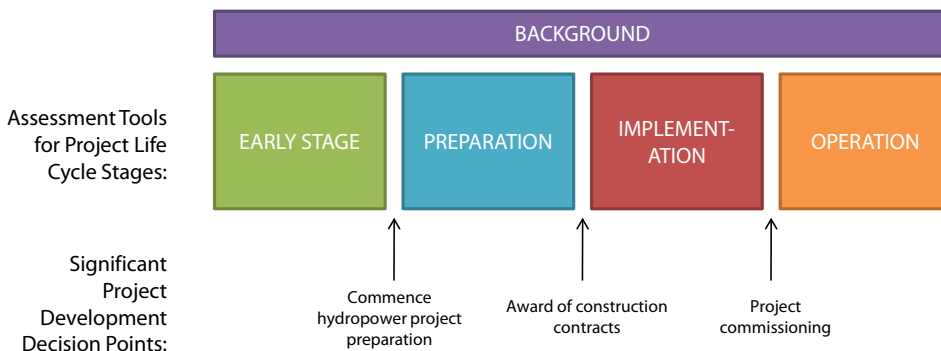 BACKGROUND
Assessment Tools
for Project Life
Cycle Stages:
EARLY STAGE
PREPARATION
IMPLEMENT-
ATION
OPERATION
Significant
Project
Development
Decision Points:
Commence
hydropower project
preparation
Award of construction
contracts
Project
commissioning